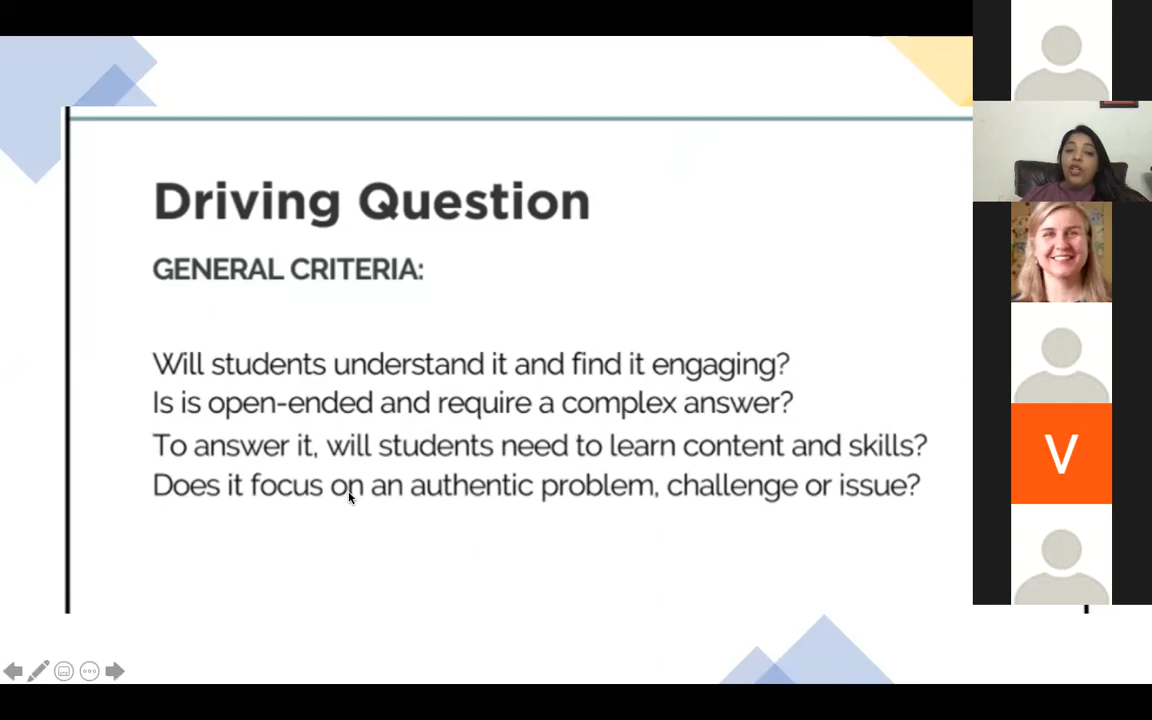 Driving Question
GENERAL CRITERIA:
Will students understand it and find it engaging?
Is is open-ended and require a complex answer?
To answer it, will students need to learn content and skills?
Does it focus on an authentic problem, challenge or issue?
V